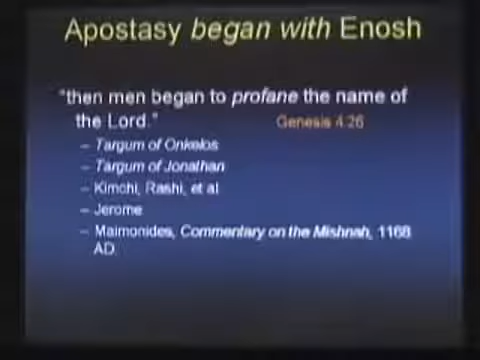 Apostasy began with Enosh
"then men began to profane the name of
the Lord." Genesis 4:26
– Targum of Onkelos
– Targum of Jonathan
– Kimchi, Rashi, et al
– Jerome
– Maimonides, Commentary on the Mishnah, 1168
AD.